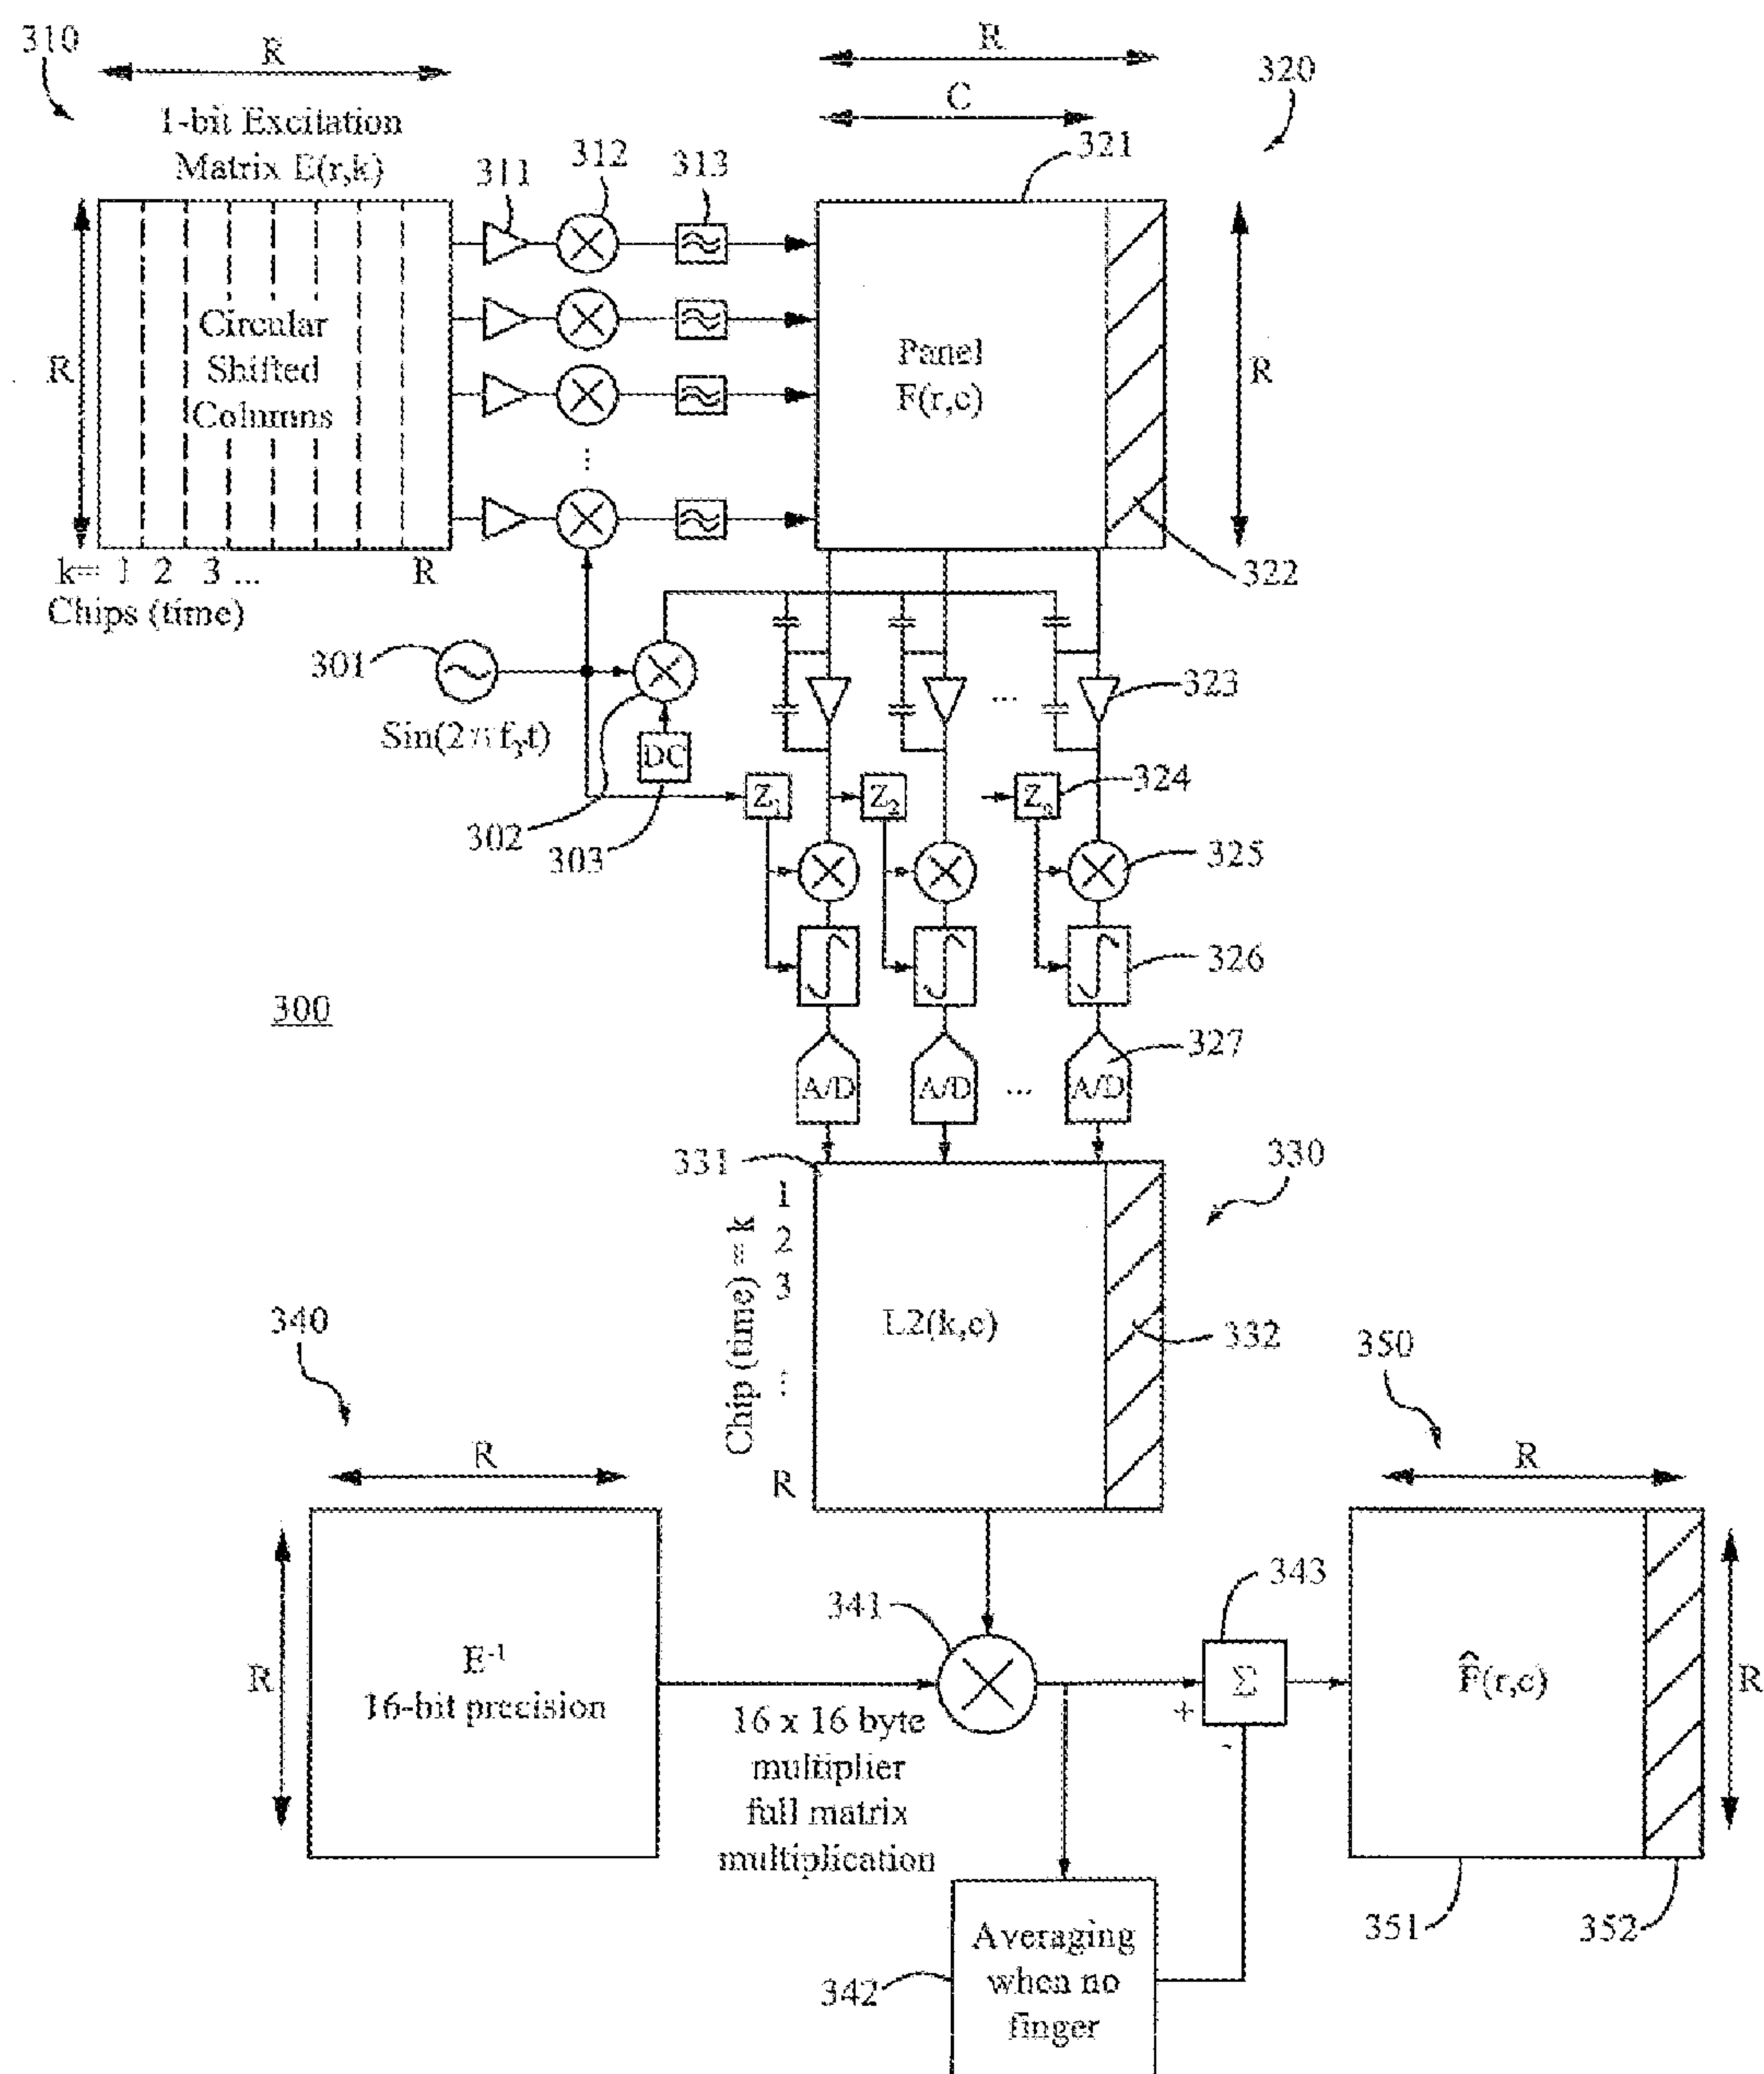 310
R
R
320
C
1-bit Excitation
Matrix E(r,k)
311
312
313
321
R
Circular
Shifted
Columns
Panel
F(r,c)
R
⋮
322
k= 1 2 3 ... R
Chips (time)
301
Sin(2πf₃t)
302
DC
303
323
...
Z₁
Z₂
324
325
326
300
327
A/D
A/D
...
A/D
331
330
Chip (time) = k
1
2
3
⋮
R
L2(k,c)
332
340
350
R
R
343
341
R
E⁻¹
16-bit precision
16 x 16 byte
multiplier
full matrix
multiplication
Σ
+
-
F̂(r,c)
R
342
Averaging
when no
finger
351
352